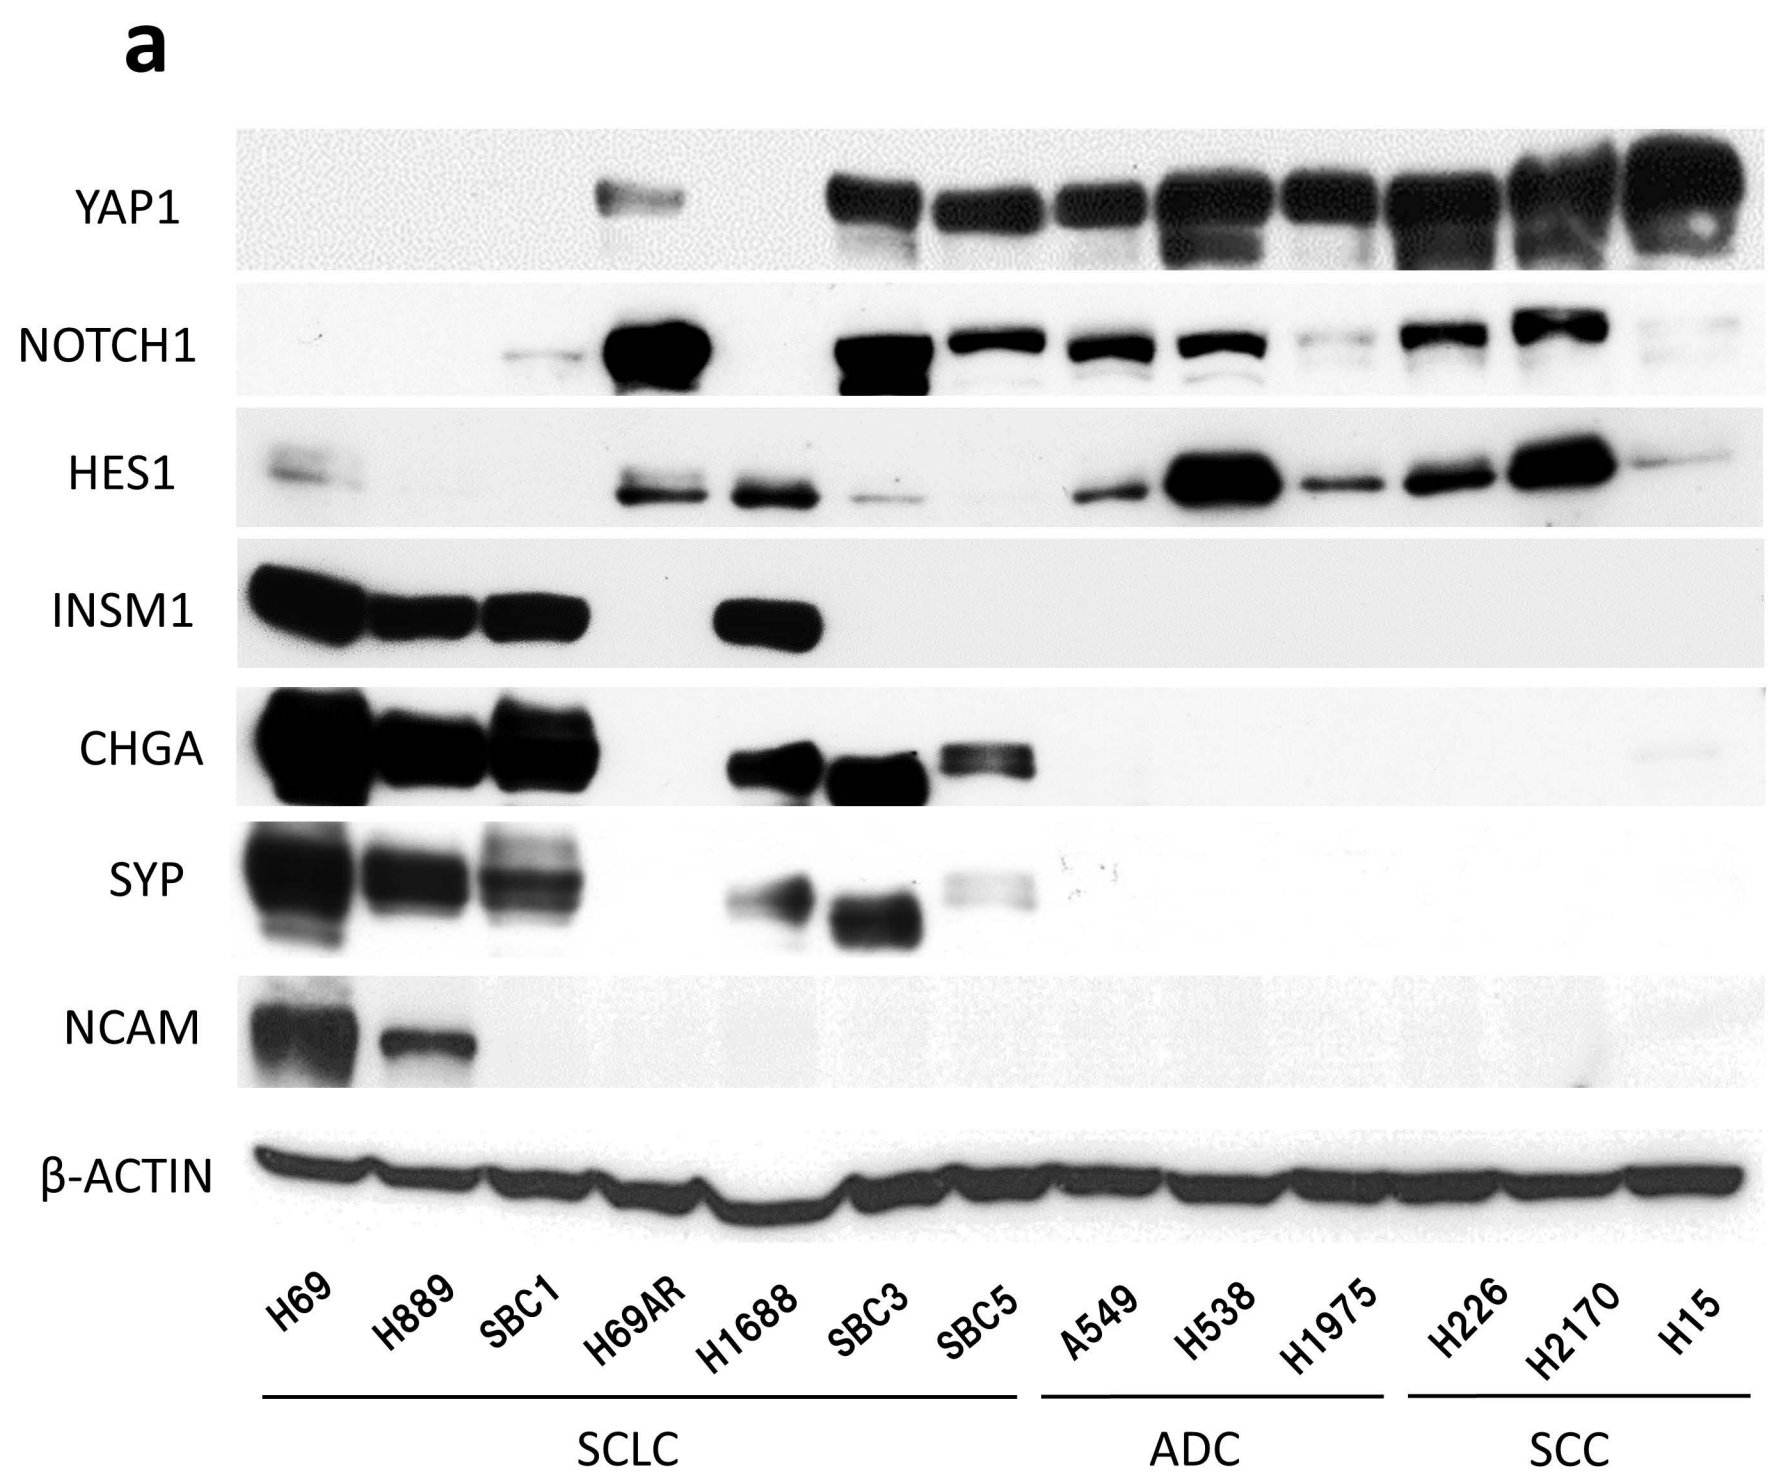 a
YAP1
NOTCH1
HES1
INSM1
CHGA
SYP
NCAM
β-ACTIN
H69 H889 SBC1 H69AR H1688 SBC3 SBC5 A549 H538 H1975 H226 H2170 H15
SCLC ADC SCC